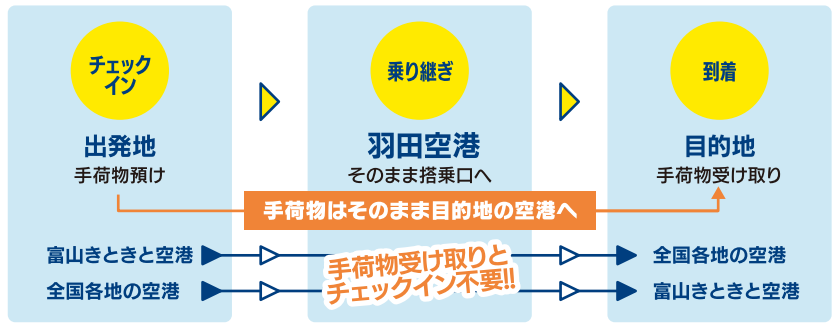 チェック
イン
出発地
手荷物預け
乗り継ぎ
羽田空港
そのまま搭乗口へ
到着
目的地
手荷物受け取り
手荷物はそのまま目的地の空港へ
富山きときと空港
全国各地の空港
手荷物受け取りと
チェックイン不要!!
全国各地の空港
富山きときと空港